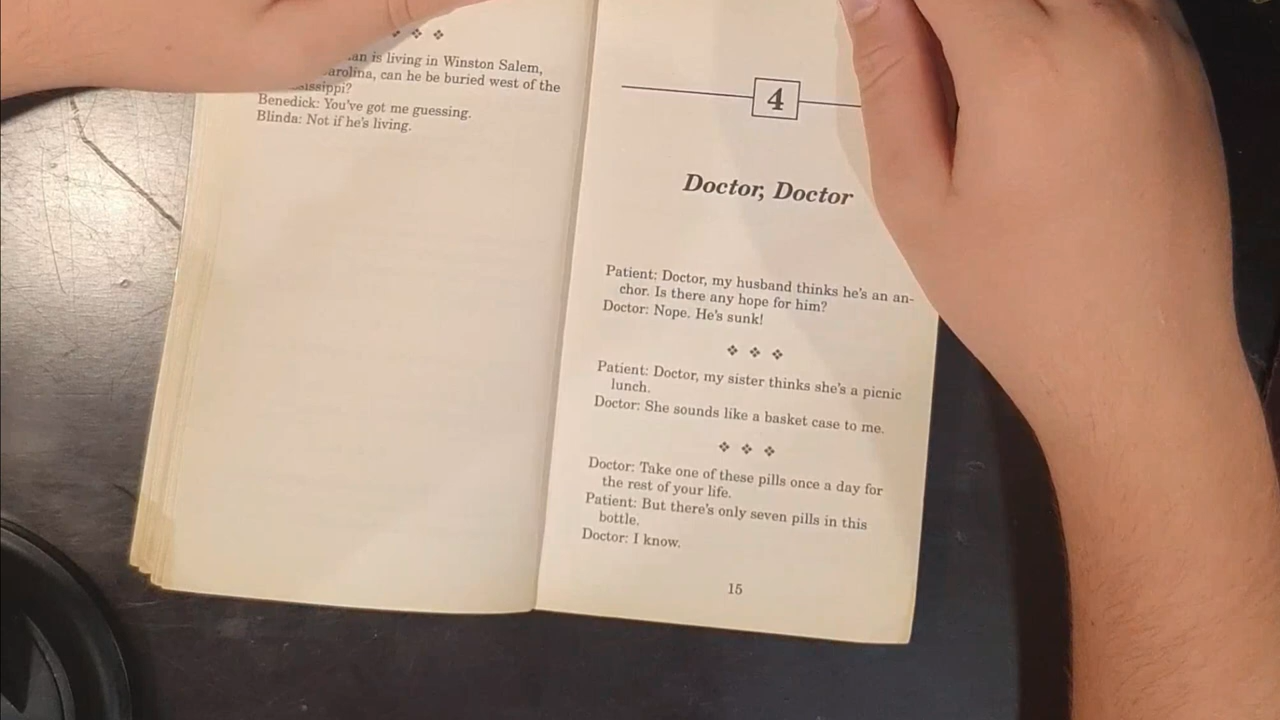 is living in Winston Salem,
can he be buried west of the
Benedick: You've got me guessing.
Blinda: Not if he's living.
4
Doctor, Doctor
Patient: Doctor, my husband thinks he's an an-
chor. Is there any hope for him?
Doctor: Nope. He's sunk!
Patient: Doctor, my sister thinks she's a picnic
lunch.
Doctor: She sounds like a basket case to me.
Doctor: Take one of these pills once a day for
the rest of your life.
Patient: But there's only seven pills in this
bottle.
Doctor: I know.
15